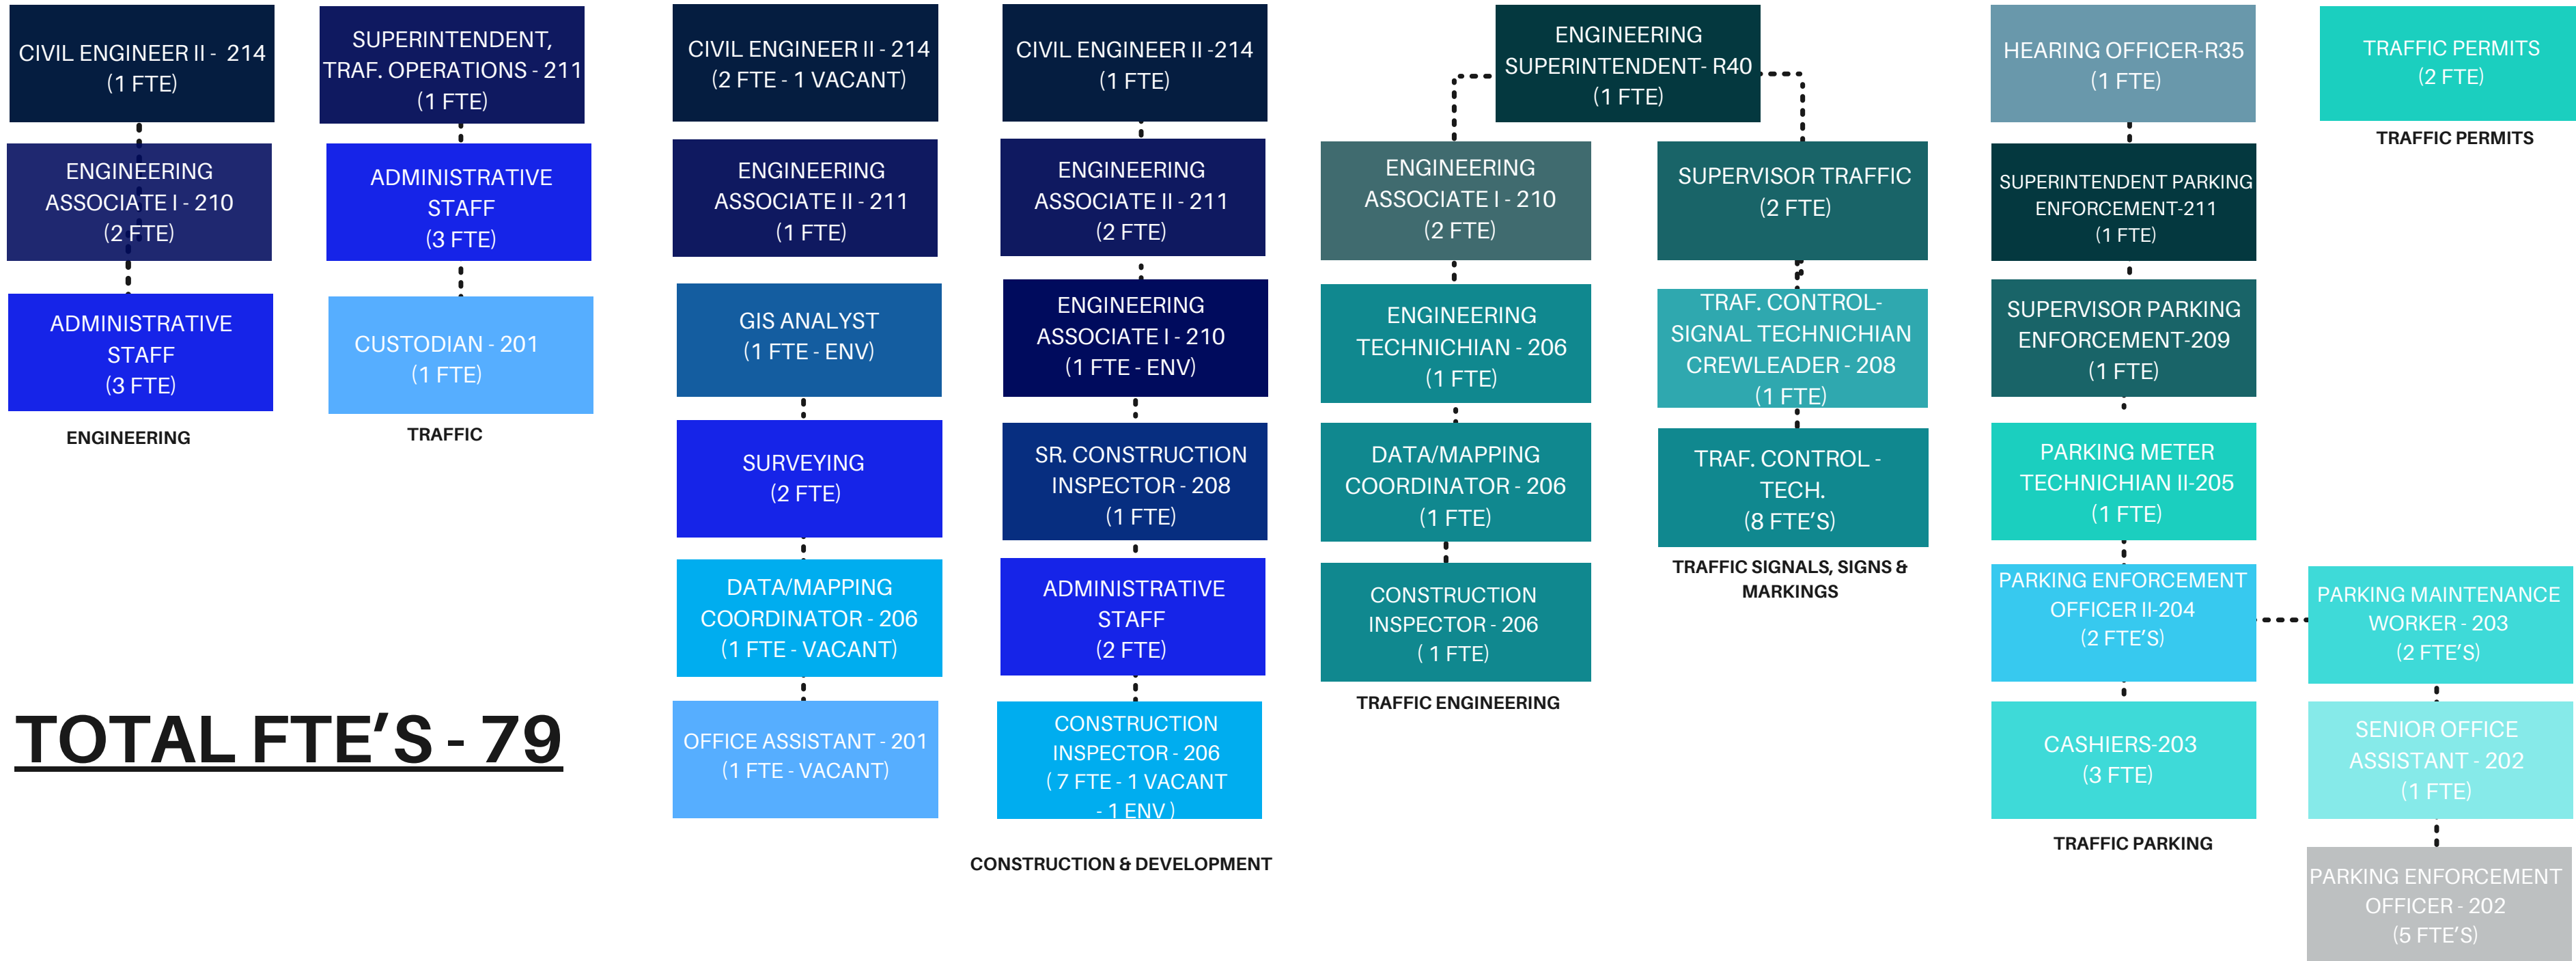 CIVIL ENGINEER II - 214
(1 FTE)
ENGINEERING
ASSOCIATE I - 210
(2 FTE)
ADMINISTRATIVE
STAFF
(3 FTE)
ENGINEERING
SUPERINTENDENT,
TRAF. OPERATIONS - 211
(1 FTE)
ADMINISTRATIVE
STAFF
(3 FTE)
CUSTODIAN - 201
(1 FTE)
TRAFFIC
TOTAL FTE'S - 79
CIVIL ENGINEER II - 214
(2 FTE - 1 VACANT)
ENGINEERING
ASSOCIATE II - 211
(1 FTE)
GIS ANALYST
(1 FTE - ENV)
SURVEYING
(2 FTE)
DATA/MAPPING
COORDINATOR - 206
(1 FTE - VACANT)
OFFICE ASSISTANT - 201
(1 FTE - VACANT)
CIVIL ENGINEER II -214
(1 FTE)
ENGINEERING
ASSOCIATE II - 211
(2 FTE)
ENGINEERING
ASSOCIATE I - 210
(1 FTE - ENV)
SR. CONSTRUCTION
INSPECTOR - 208
(1 FTE)
ADMINISTRATIVE
STAFF
(2 FTE)
CONSTRUCTION
INSPECTOR - 206
( 7 FTE - 1 VACANT
- 1 ENV )
CONSTRUCTION & DEVELOPMENT
ENGINEERING
SUPERINTENDENT- R40
(1 FTE)
ENGINEERING
ASSOCIATE I - 210
(2 FTE)
ENGINEERING
TECHNICHIAN - 206
(1 FTE)
DATA/MAPPING
COORDINATOR - 206
(1 FTE)
CONSTRUCTION
INSPECTOR - 206
( 1 FTE)
TRAFFIC ENGINEERING
SUPERVISOR TRAFFIC
(2 FTE)
TRAF. CONTROL-
SIGNAL TECHNICHIAN
CREWLEADER - 208
(1 FTE)
TRAF. CONTROL -
TECH.
(8 FTE'S)
TRAFFIC SIGNALS, SIGNS &
MARKINGS
HEARING OFFICER-R35
(1 FTE)
SUPERINTENDENT PARKING
ENFORCEMENT-211
(1 FTE)
SUPERVISOR PARKING
ENFORCEMENT-209
(1 FTE)
PARKING METER
TECHNICHIAN II-205
(1 FTE)
PARKING ENFORCEMENT
OFFICER II-204
(2 FTE'S)
CASHIERS-203
(3 FTE)
TRAFFIC PARKING
TRAFFIC PERMITS
(2 FTE)
TRAFFIC PERMITS
PARKING MAINTENANCE
WORKER - 203
(2 FTE'S)
SENIOR OFFICE
ASSISTANT - 202
(1 FTE)
PARKING ENFORCEMENT
OFFICER - 202
(5 FTE'S)